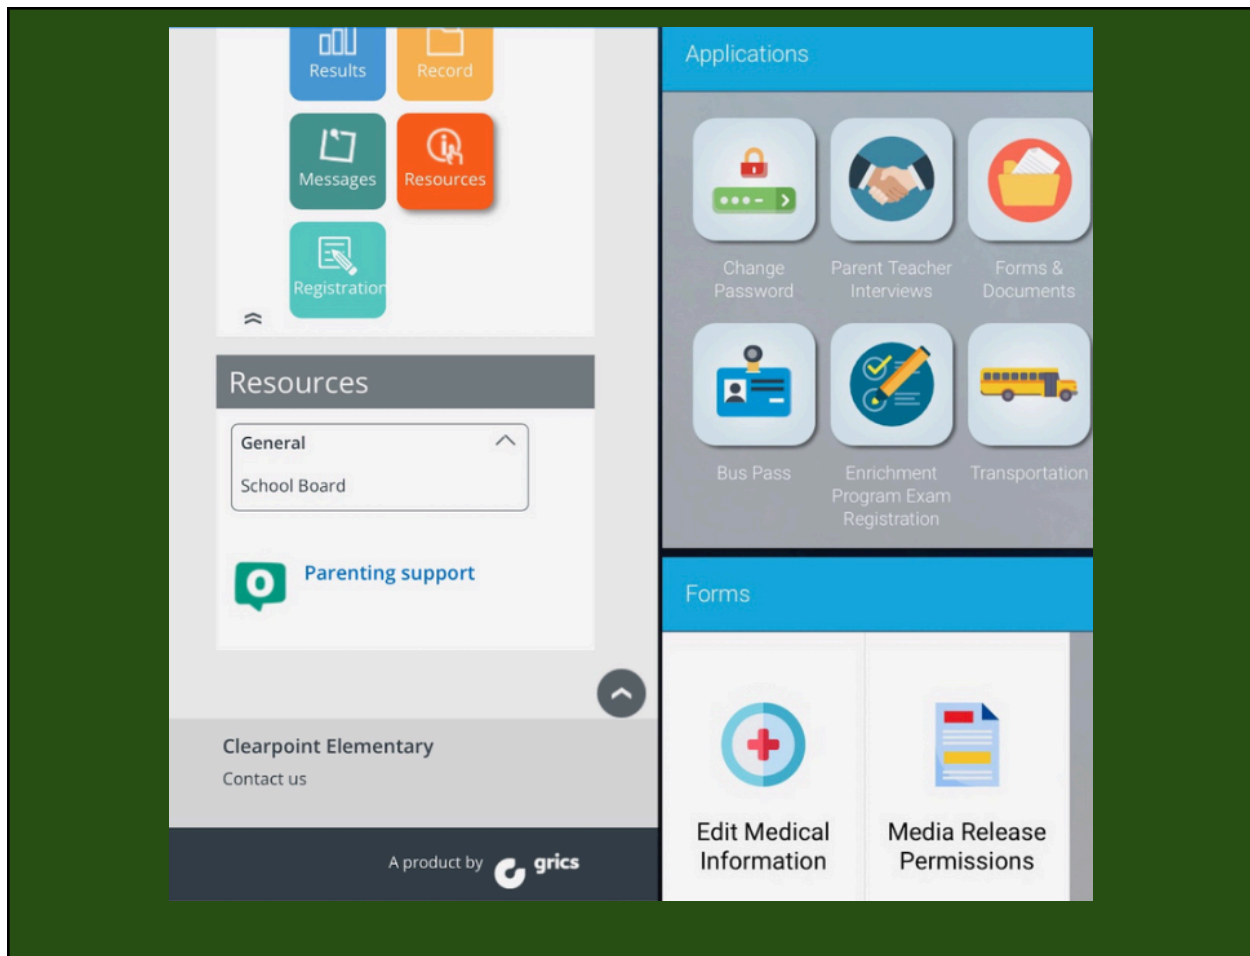 Results
Record
Messages
Resources
Registration
Resources
General
School Board
Parenting support
Clearpoint Elementary
Contact us
A product by grics
Applications
Change
Password
Parent Teacher
Interviews
Forms &
Documents
Bus Pass
Enrichment
Program Exam
Registration
Transportation
Forms
Edit Medical
Information
Media Release
Permissions